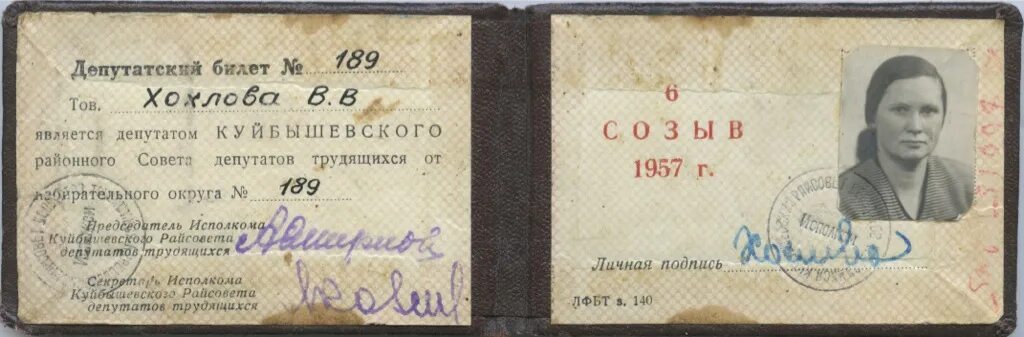 Депутатский билет № 189
Тов. Хохлова В.В
является депутатом КУЙБЫШЕВСКОГО
районного Совета депутатов трудящихся от
избирательного округа № 189
Председатель Исполкома
Куйбышевского Райсовета
депутатов трудящихся
Секретарь Исполкома
Куйбышевского Райсовета
депутатов трудящихся
6
СОЗЫВ
1957 г.
Личная подпись
ЛФБТ з. 140